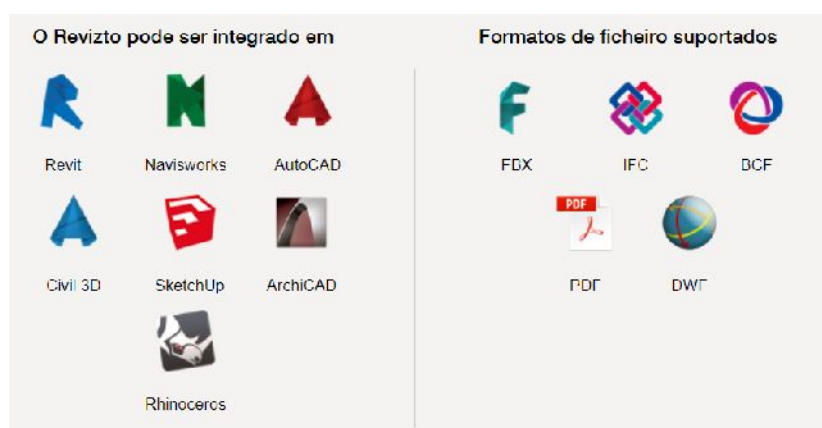 O Revizto pode ser integrado em
Formatos de ficheiro suportados
Revit
Navisworks
AutoCAD
Civil 3D
SketchUp
ArchiCAD
Rhinoceros
FBX
IFC
BCF
PDF
PDF
DWF